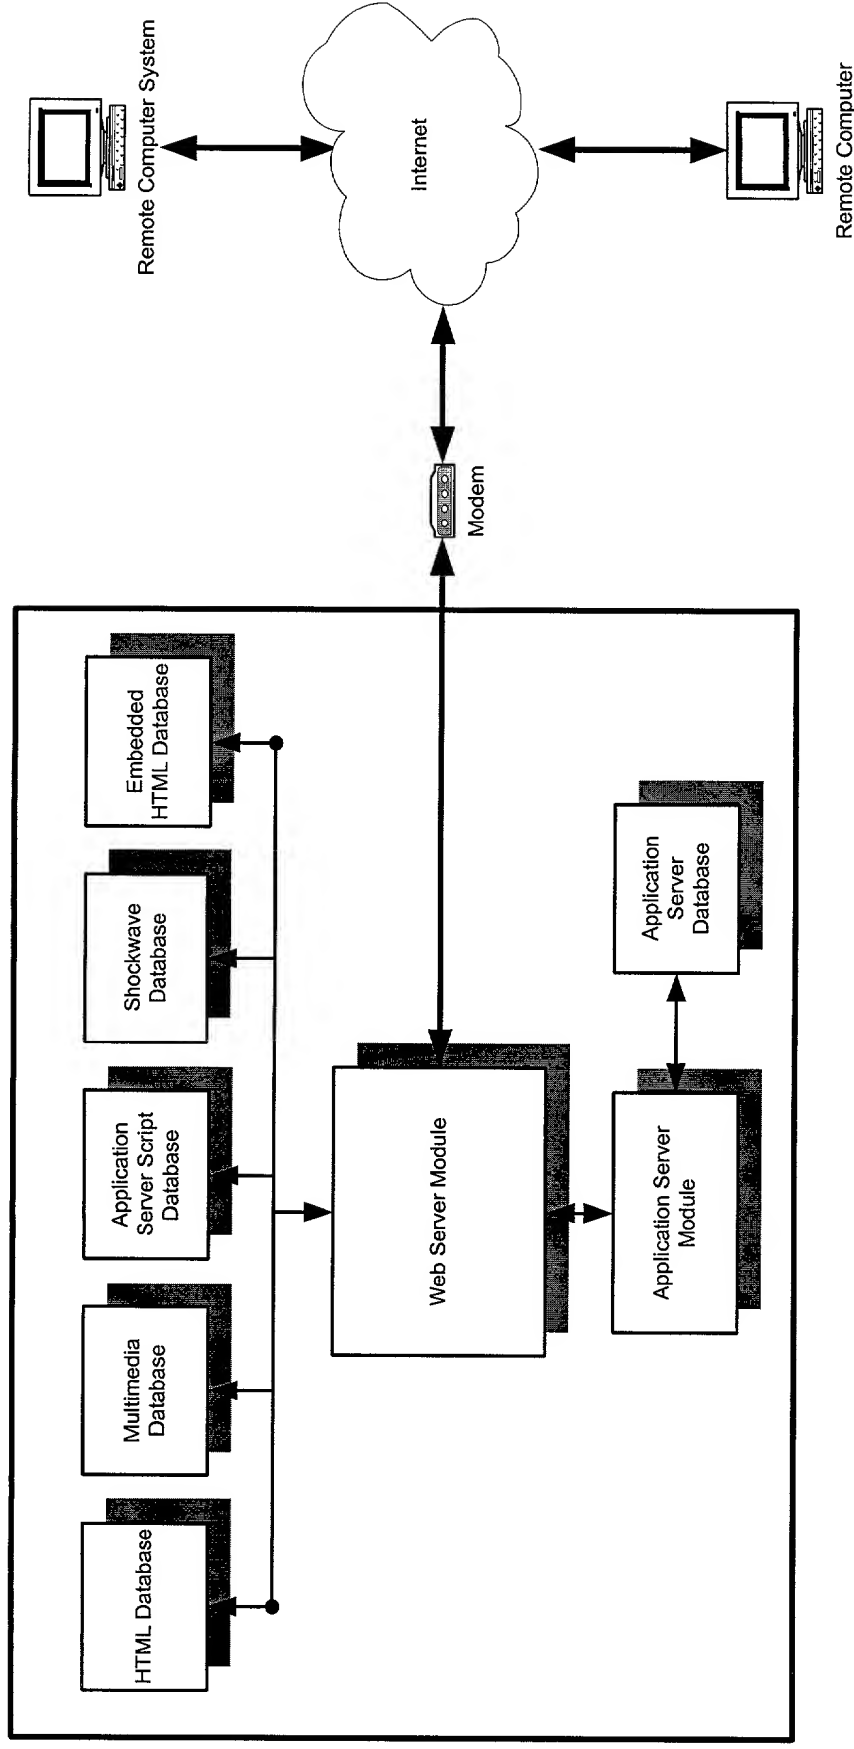 HTML Database
Multimedia
Database
Application
Server Script
Database
Shockwave
Database
Embedded
HTML Database
Remote Computer System
Web Server Module
Modem
Internet
Application Server
Module
Application
Server
Database
Remote Computer